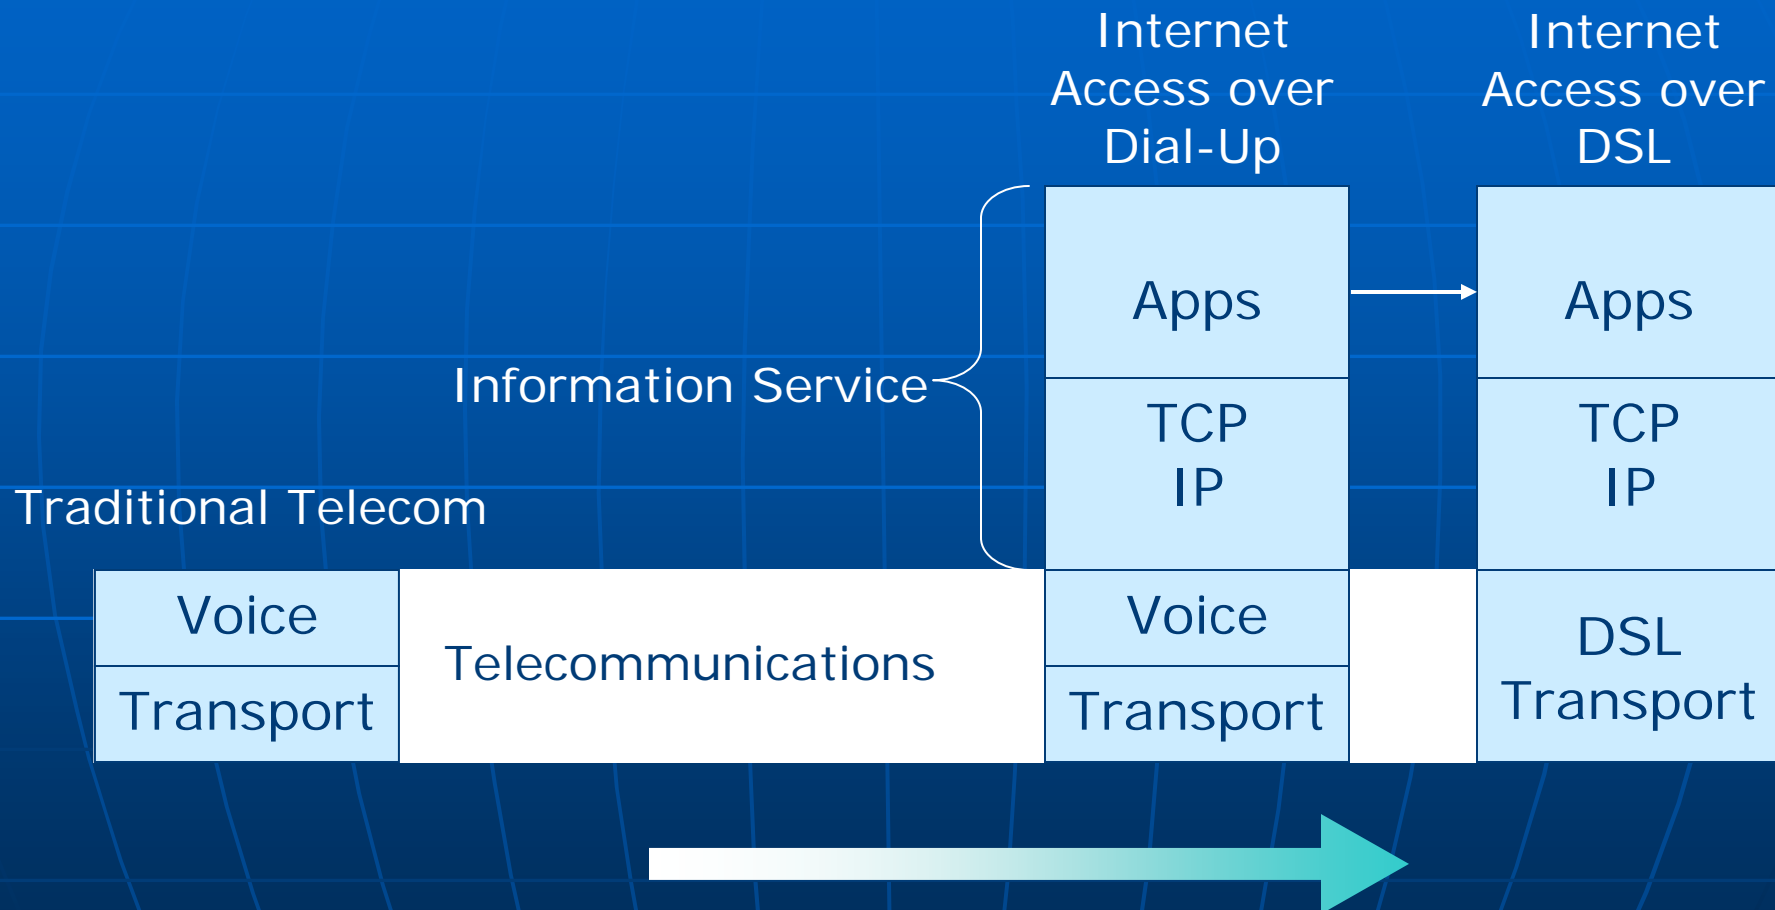 Internet
Access over
Dial-Up
Internet
Access over
DSL
Apps
Apps
Information Service
TCP
IP
TCP
IP
Traditional Telecom
Voice
Transport
Telecommunications
Voice
Transport
DSL
Transport